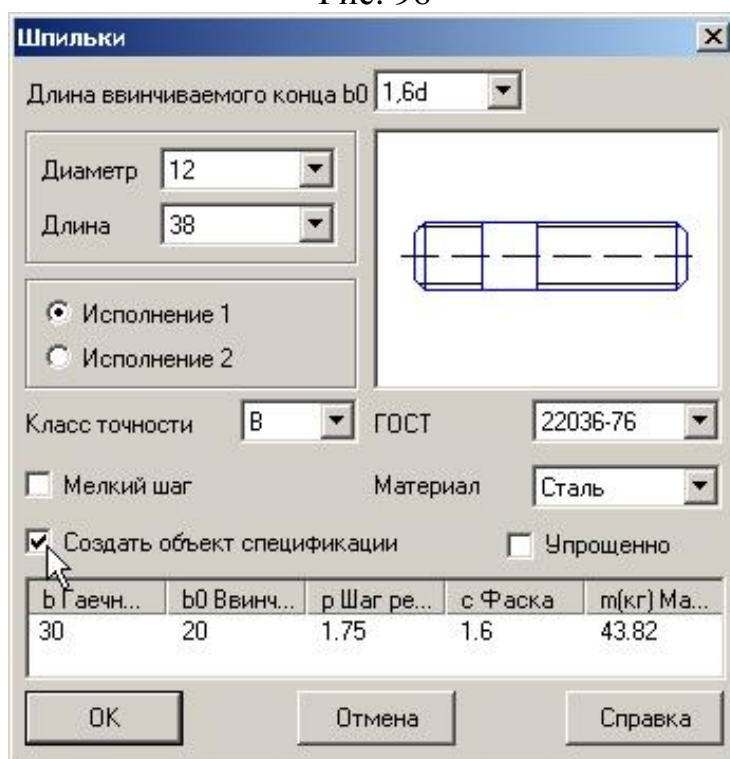 Рис. 96
Шпильки
Длина ввинчиваемого конца b0 1,6d
Диаметр 12
Длина 38
Исполнение 1
Исполнение 2
Класс точности B ГОСТ 22036-76
Мелкий шаг Материал Сталь
Создать объект спецификации Упрощенно
b Гаечн... b0 Ввинч... p Шаг ре... c Фаска m(кг) Ма...
30 20 1.75 1.6 43.82
OK Отмена Справка